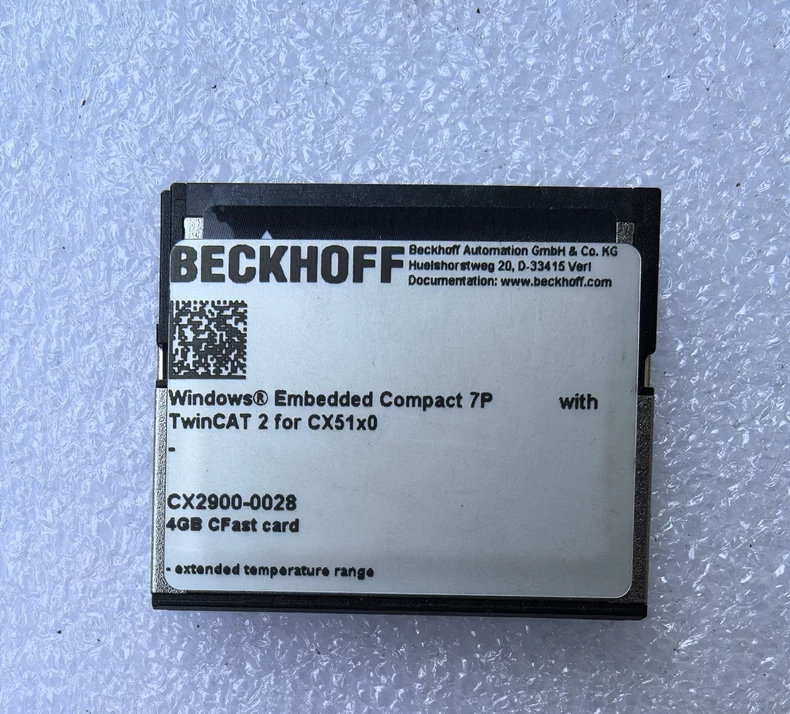 BECKHOFF
Beckhoff Automation GmbH & Co. KG
Huelshorstweg 20, D-33415 Verl
Documentation: www.beckhoff.com
Windows® Embedded Compact 7P with
TwinCAT 2 for CX51x0
-
CX2900-0028
4GB CFast card
- extended temperature range